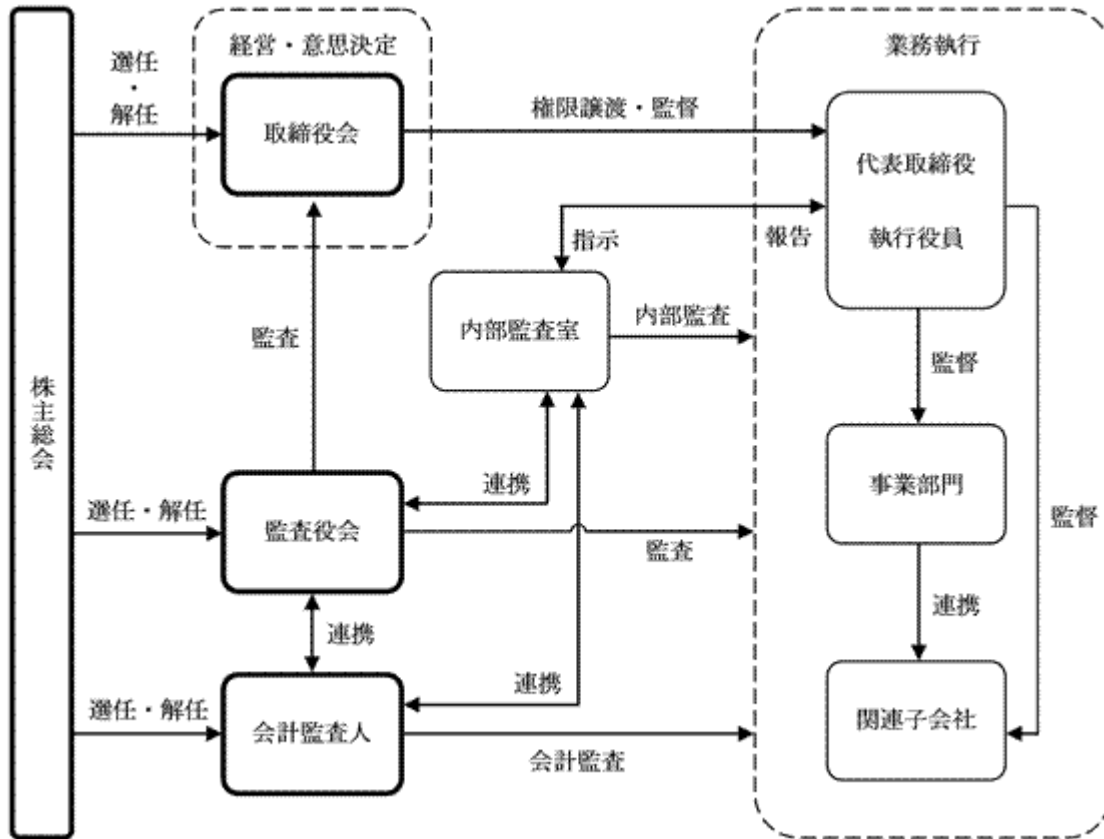 経営・意思決定
業務執行
選任
・
解任
取締役会
権限譲渡・監督
代表取締役
執行役員
指示
報告
内部監査室
内部監査
監査
監督
株主総会
事業部門
連携
選任・解任
監査役会
監査
監督
連携
連携
選任・解任
連携
会計監査人
会計監査
関連子会社